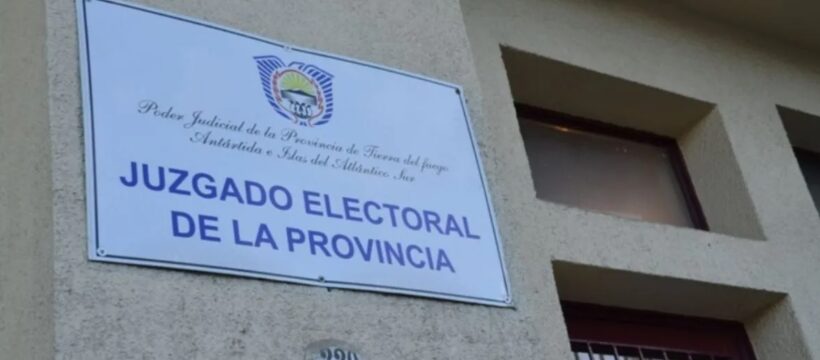 Poder Judicial de la Provincia de Tierra del fuego
Antártida e Islas del Atlántico Sur
JUZGADO ELECTORAL
DE LA PROVINCIA